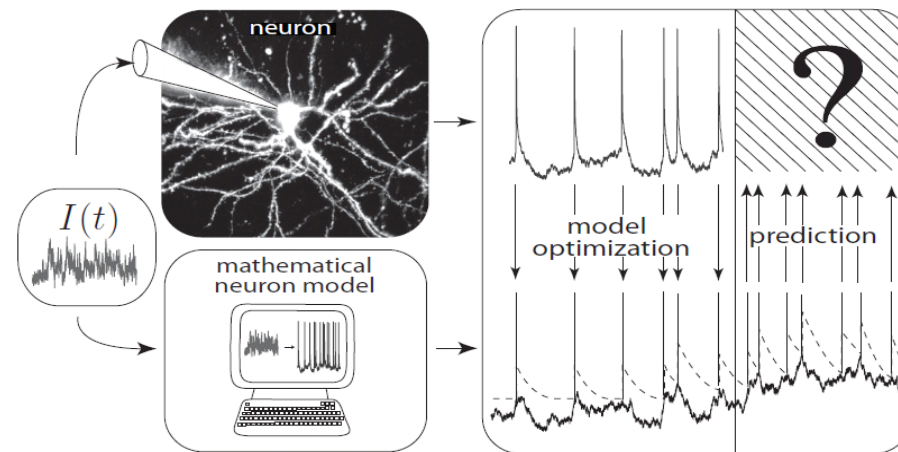 neuron
I(t)
mathematical
neuron model
model
optimization
prediction
?